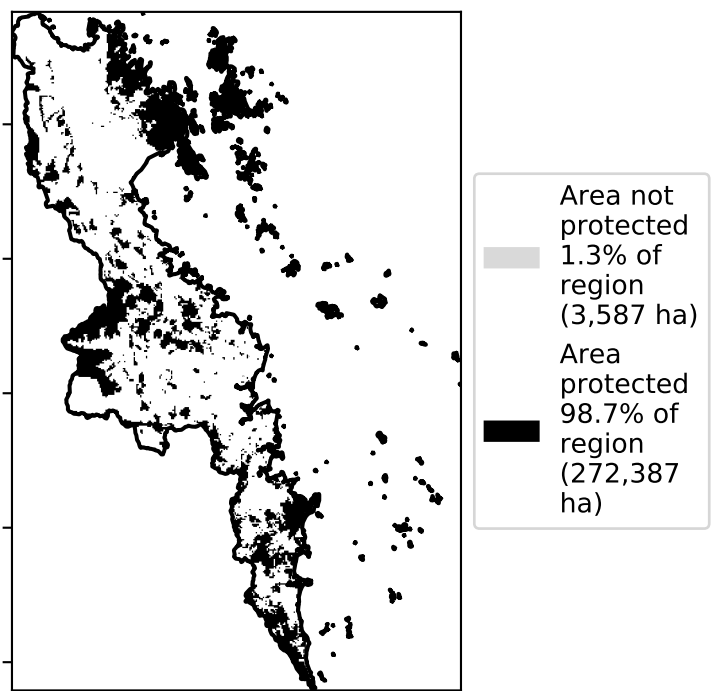 Area not
protected
1.3% of
region
(3,587 ha)
Area
protected
98.7% of
region
(272,387
ha)